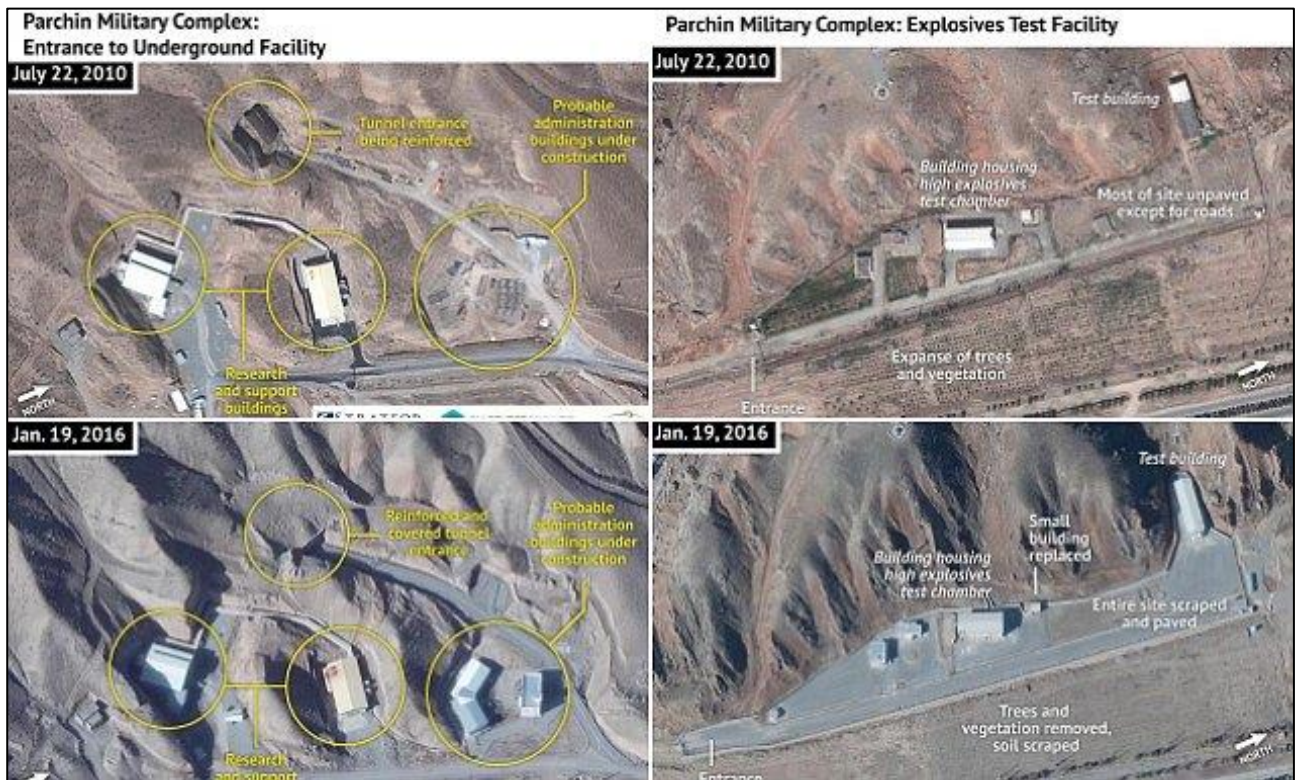 Parchin Military Complex:
Entrance to Underground Facility
July 22, 2010
Tunnel entrance
being reinforced
Probable
administration
buildings under
construction
Research
and support
buildings
NORTH
STRATFOR
Parchin Military Complex: Explosives Test Facility
July 22, 2010
Test building
Building housing
high explosives
test chamber
Most of site unpaved
except for roads
Expanse of trees
and vegetation
Entrance
NORTH
Jan. 19, 2016
Reinforced and
covered tunnel
entrance
Probable
administration
buildings under
construction
Research
and support
Jan. 19, 2016
Test building
Small
building
replaced
Building housing
high explosives
test chamber
Entire site scraped
and paved
Trees and
vegetation removed,
soil scraped
Entrance
NORTH